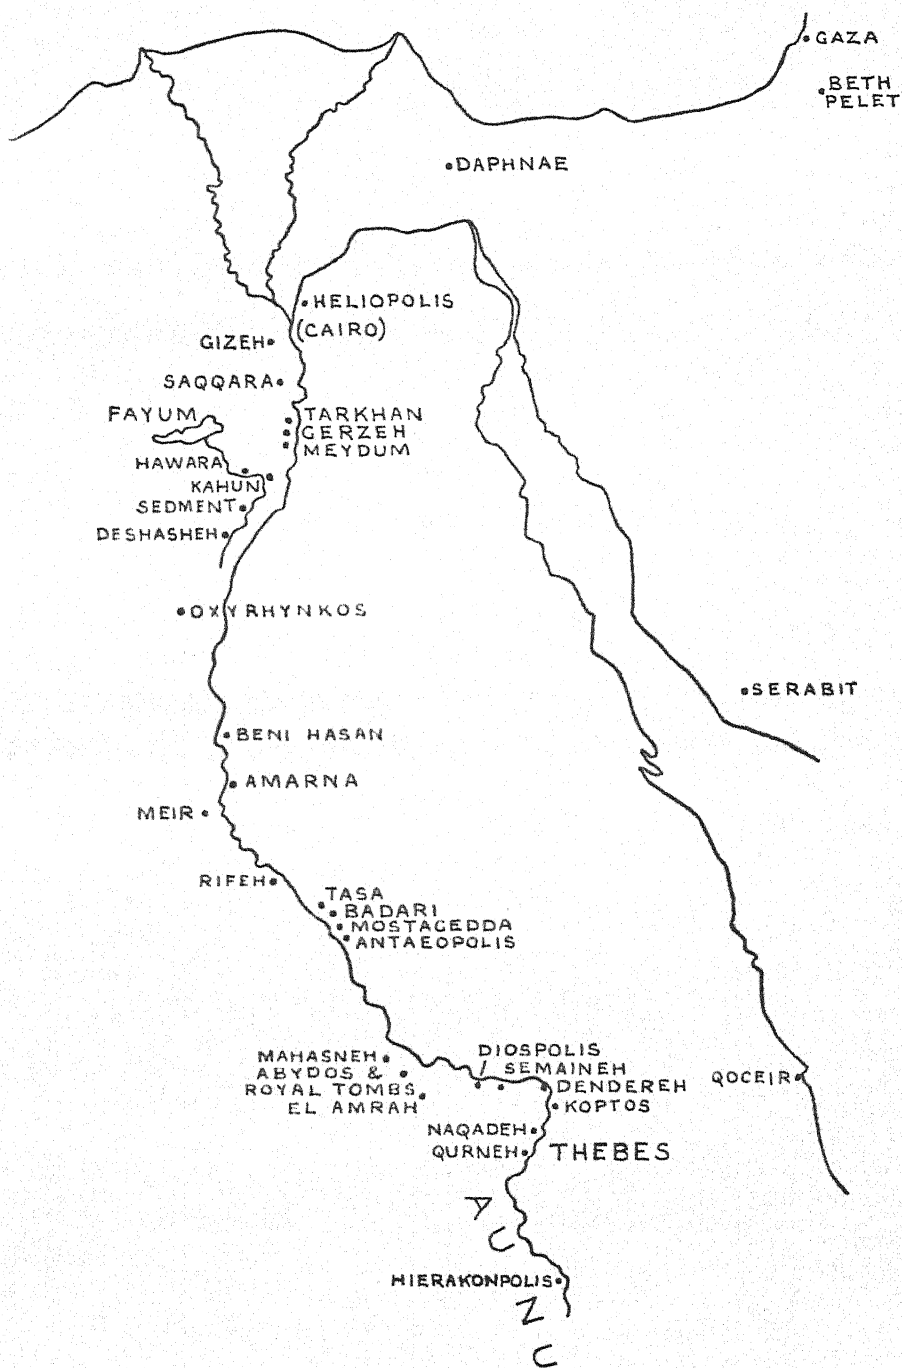 GAZA
BETH
PELET
DAPHNAE
HELIOPOLIS
(CAIRO)
GIZEH
SAQQARA
FAYUM
TARKHAN
GERZEH
MEYDUM
HAWARA
KAHUN
SEDMENT
DESHASHEH
OXYRHYNKOS
SERABIT
BENI HASAN
AMARNA
MEIR
RIFEH
TASA
BADARI
MOSTAGEDDA
ANTAEOPOLIS
MAHASNEH
ABYDOS &
ROYAL TOMBS
EL AMRAH
DIOSPOLIS
SEMAINEH
DENDEREH
KOPTOS
QOCEIR
NAQADEH
QURNEH
THEBES
A U
HIERAKONPOLIS
Z U